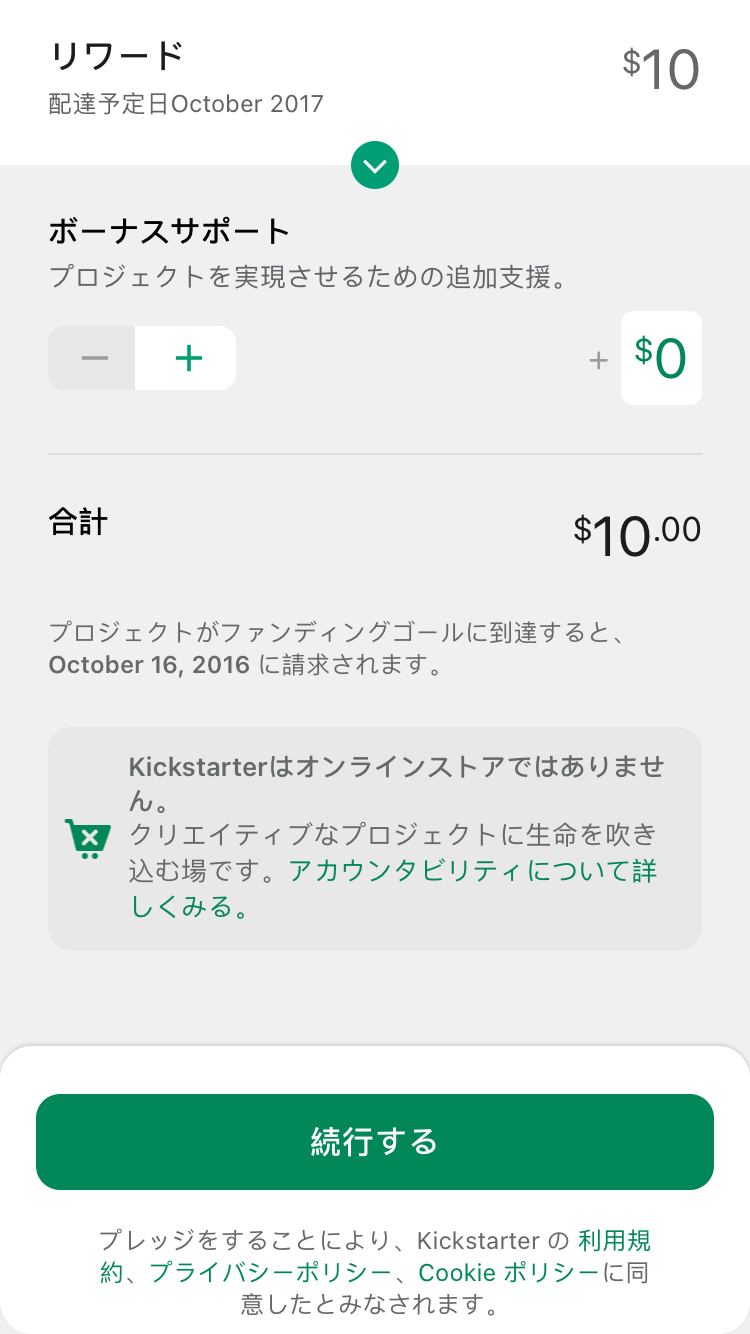 リワード
$10
配達予定日October 2017
ボーナスサポート
プロジェクトを実現させるための追加支援。
− + + $0
合計
$10.00
プロジェクトがファンディングゴールに到達すると、
October 16, 2016 に請求されます。
Kickstarterはオンラインストアではありませ
ん。
クリエイティブなプロジェクトに生命を吹き
込む場です。アカウンタビリティについて詳
しくみる。
続行する
プレッジをすることにより、Kickstarter の 利用規
約、プライバシーポリシー、Cookie ポリシーに同
意したとみなされます。